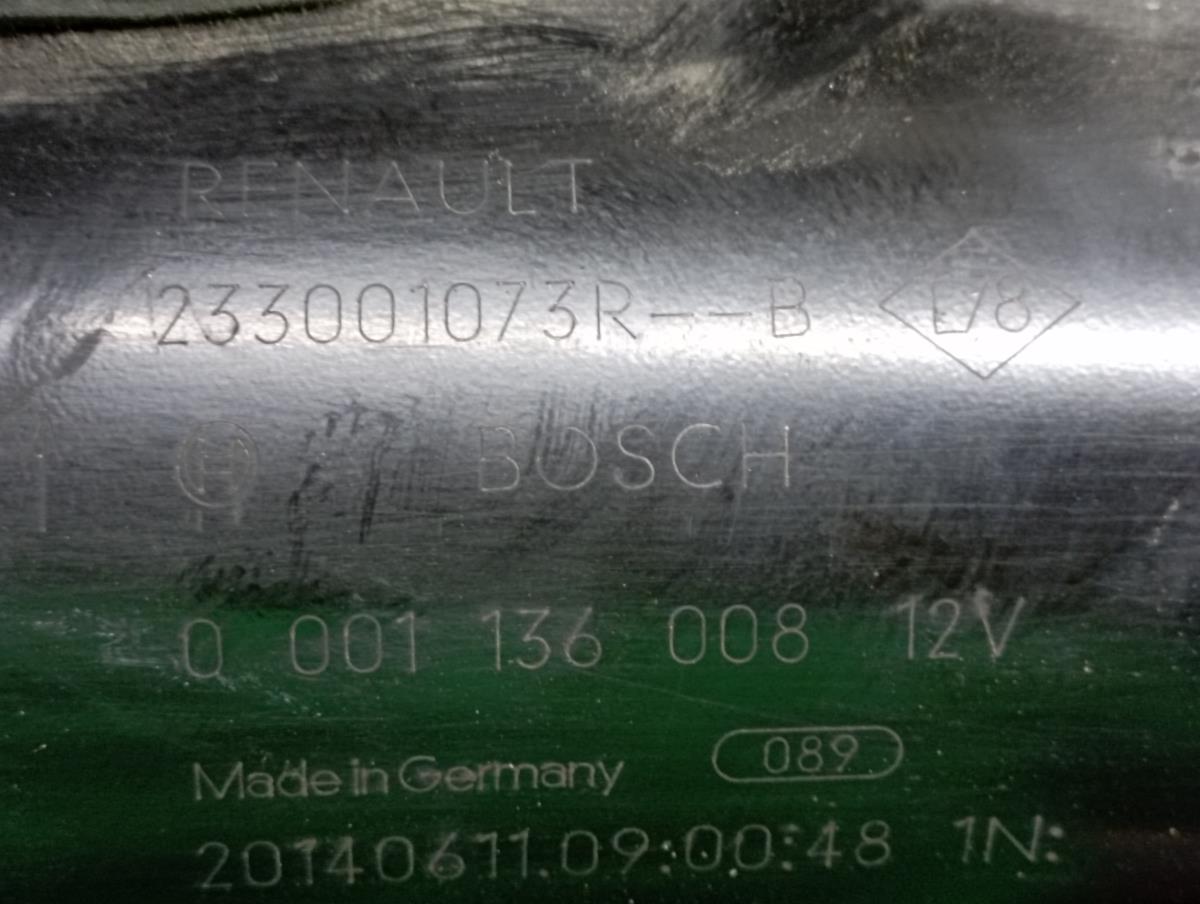 RENAULT
233001073R--B
BOSCH
0 001 136 008 12V
Made in Germany 089
20140611.09:00:48 1N: